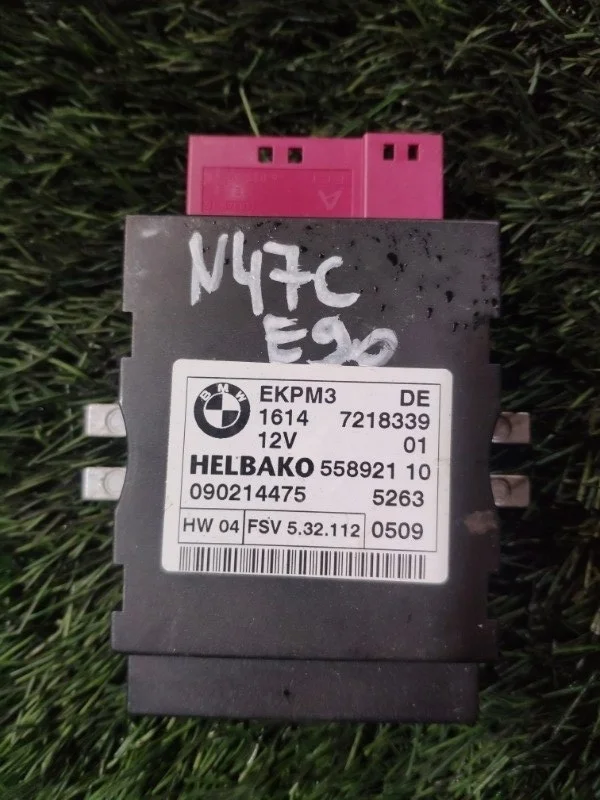 N47C
E90
BMW
EKPM3 DE
1614 7218339
12V 01
HELBAKO 558921 10
090214475 5263
HW 04 FSV 5.32.112 0509